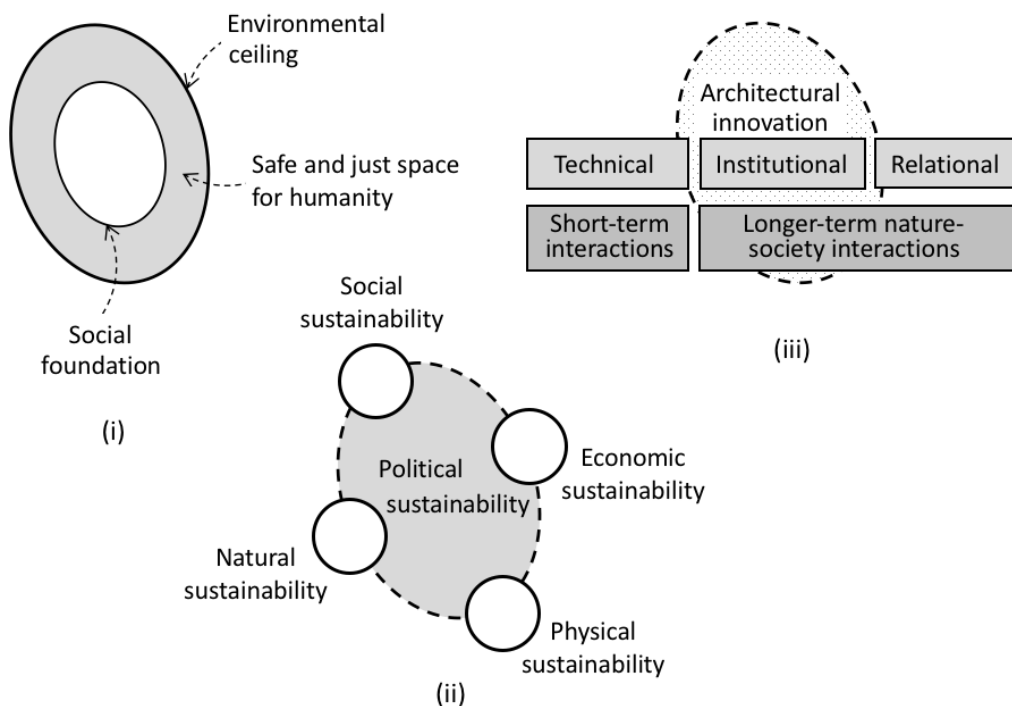 Environmental
ceiling
Safe and just space
for humanity
Social
foundation
(i)
Architectural
innovation
Technical
Institutional
Relational
Short-term
interactions
Longer-term nature-
society interactions
(iii)
Social
sustainability
Political
sustainability
Economic
sustainability
Natural
sustainability
Physical
sustainability
(ii)